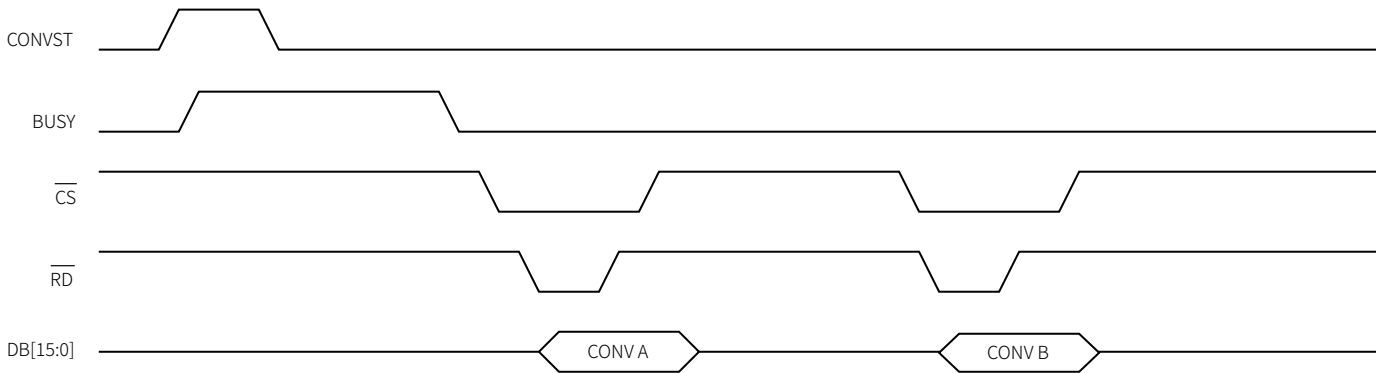 CONVST
BUSY
CS
RD
DB[15:0]
CONV A
CONV B